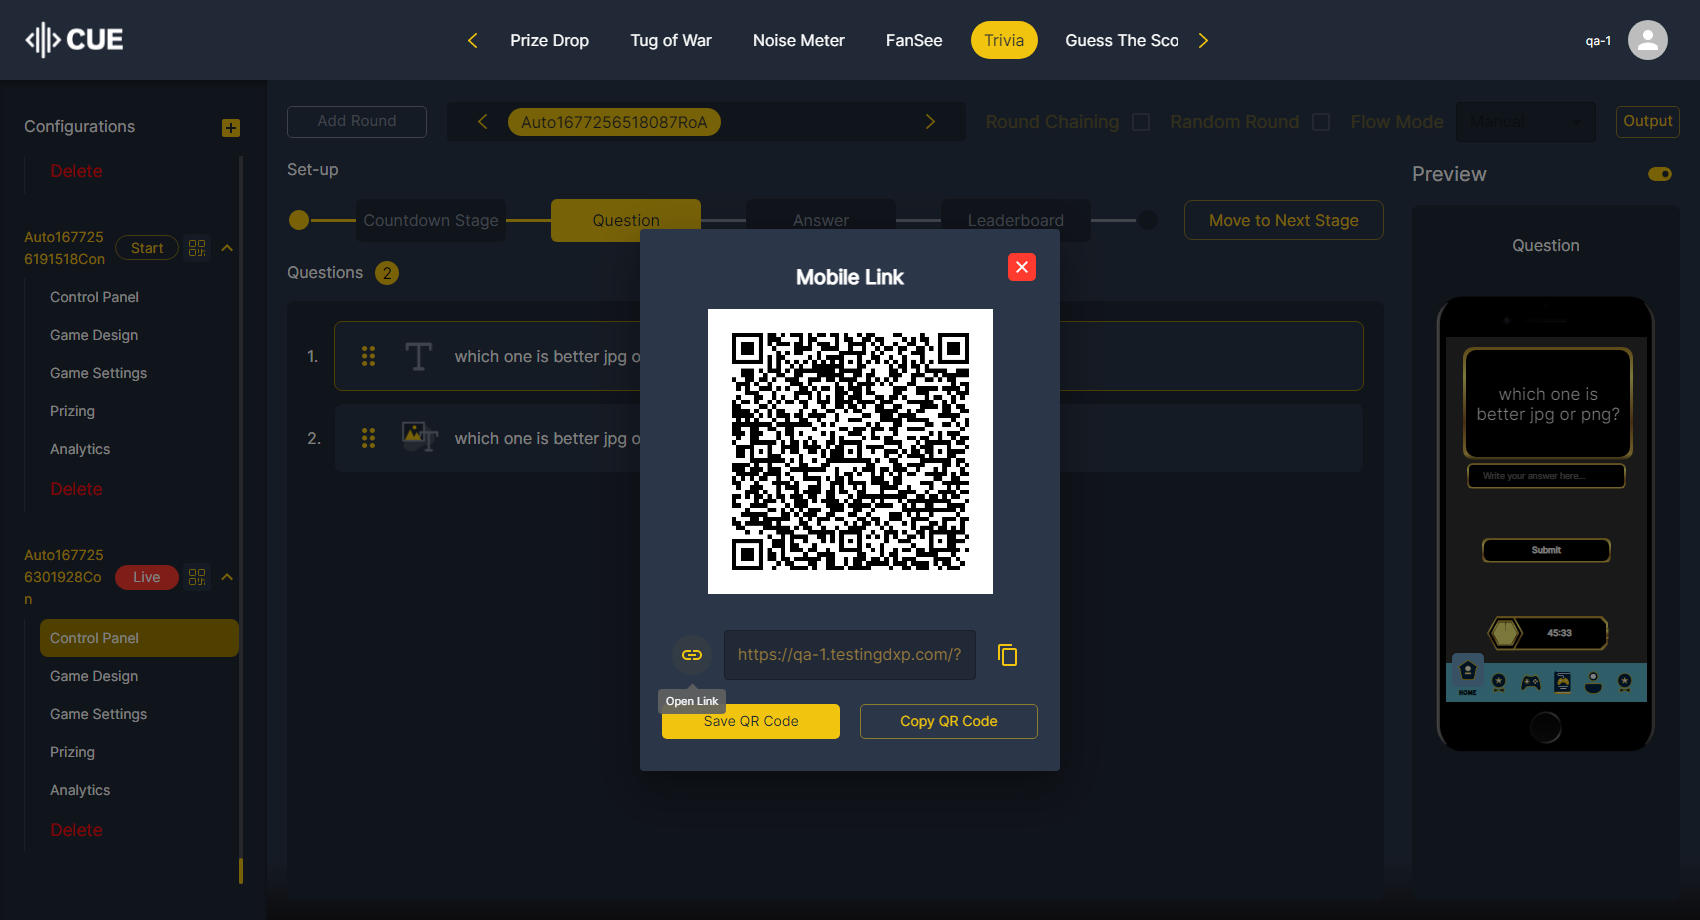 CUE
Prize Drop
Tug of War
Noise Meter
FanSee
Trivia
Guess The Sco
qa-1
Configurations
Delete
Auto167725
6191518Con
Start
Control Panel
Game Design
Game Settings
Prizing
Analytics
Delete
Auto167725
6301928Co
n
Live
Control Panel
Game Design
Game Settings
Prizing
Analytics
Delete
Add Round
Auto1677256518087RoA
Round Chaining
Random Round
Flow Mode
Manual
Output
Set-up
Countdown Stage
Question
Answer
Leaderboard
Move to Next Stage
Questions 2
1. which one is better jpg o
2. which one is better jpg o
Mobile Link
https://qa-1.testingdxp.com/?
Open Link
Save QR Code
Copy QR Code
Preview
Question
which one is
better jpg or png?
Write your answer here...
Submit
45:33
HOME